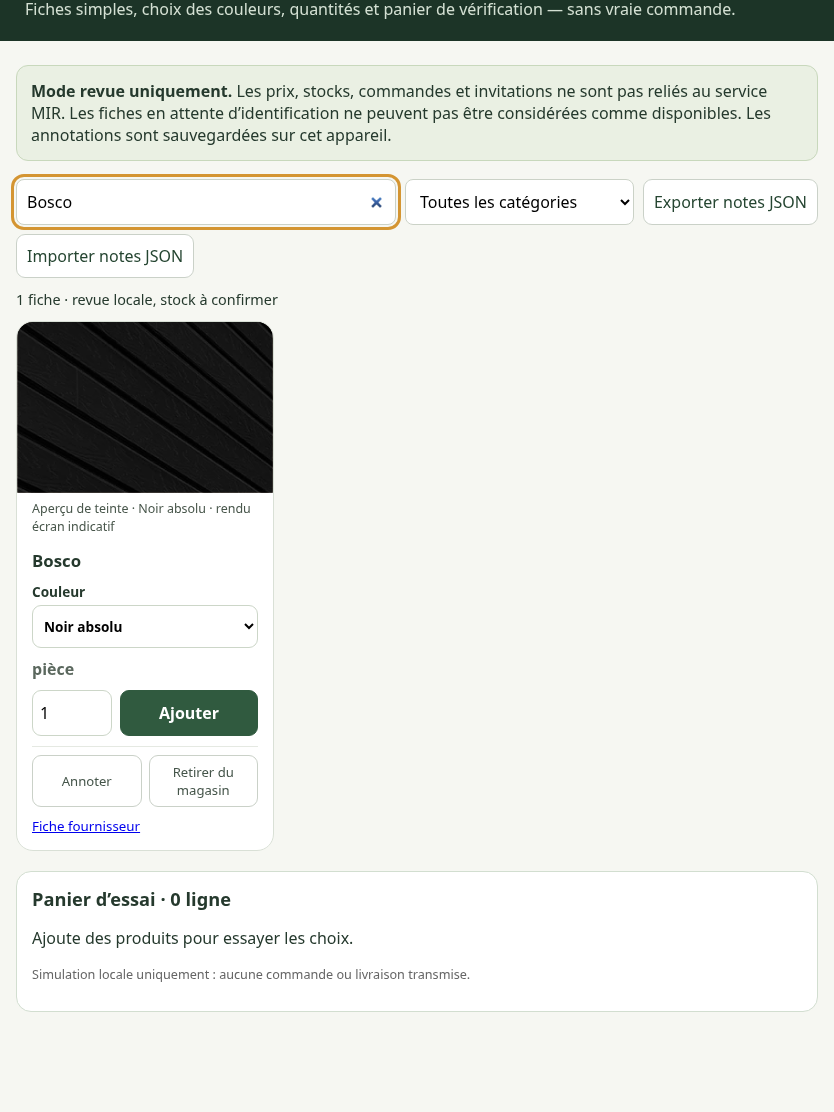 Fiches simples, choix des couleurs, quantités et panier de vérification — sans vraie commande.
Mode revue uniquement. Les prix, stocks, commandes et invitations ne sont pas reliés au service
MIR. Les fiches en attente d’identification ne peuvent pas être considérées comme disponibles. Les
annotations sont sauvegardées sur cet appareil.
Bosco
Toutes les catégories
Exporter notes JSON
Importer notes JSON
1 fiche · revue locale, stock à confirmer
Aperçu de teinte · Noir absolu · rendu
écran indicatif
Bosco
Couleur
Noir absolu
pièce
1
Ajouter
Annoter
Retirer du
magasin
Fiche fournisseur
Panier d’essai · 0 ligne
Ajoute des produits pour essayer les choix.
Simulation locale uniquement : aucune commande ou livraison transmise.